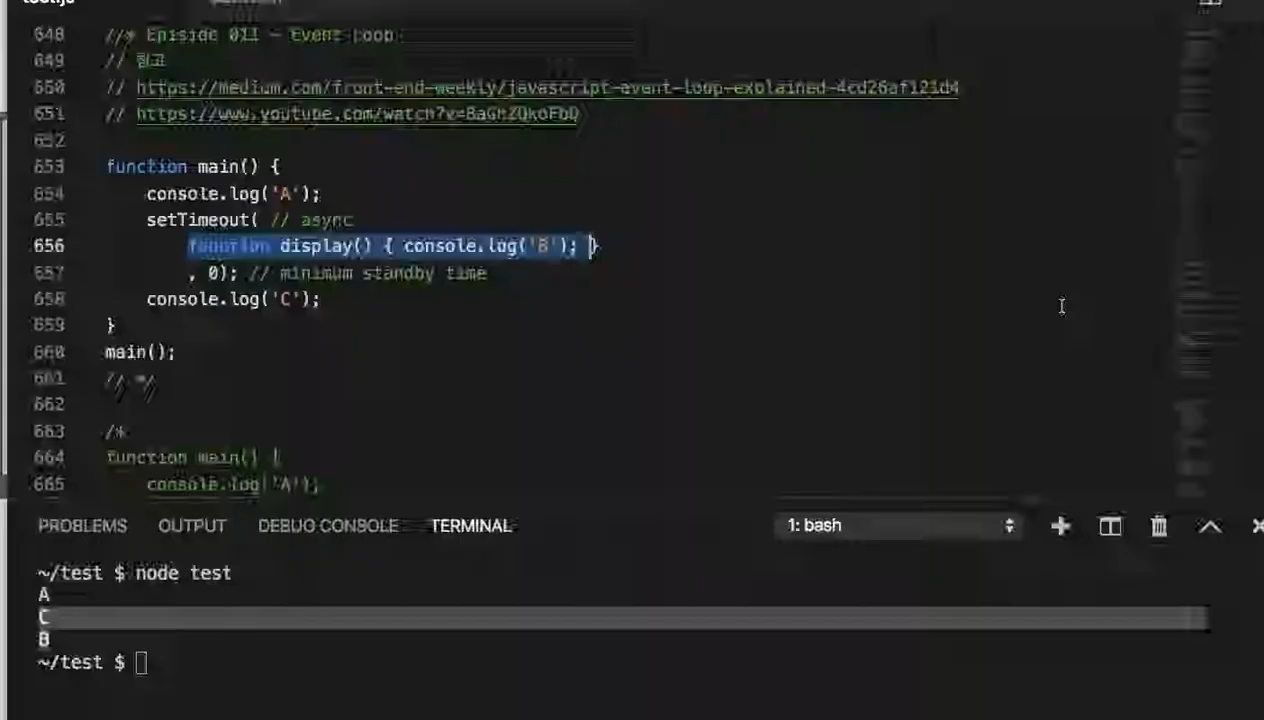 648 //* Episide 011 - Event Loop
649 // 참고
650 // https://medium.com/front-end-weekly/javascript-event-loop-explained-4cd26af121d4
651 //
652
653 function main() {
654 console.log('A');
655 setTimeout( // async
656 function display() { console.log('B'); }
657 , 0); // minimum standby time
658 console.log('C');
659 }
660 main();
661 // */
662
663 /*
664 function main() {
665 console.log('A');
PROBLEMS OUTPUT DEBUG CONSOLE TERMINAL 1: bash
~/test $ node test
A
C
B
~/test $